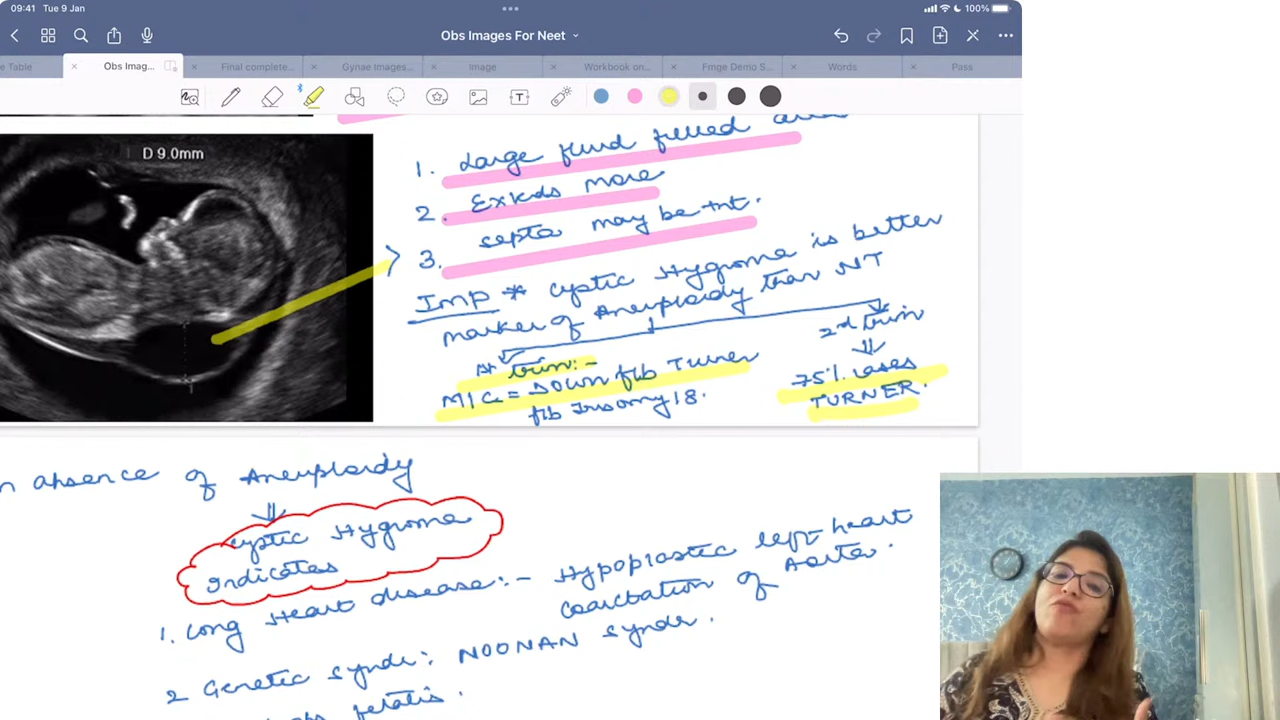 09:41 Tue 9 Jan
100%
Obs Images For Neet
e Table
Obs Imag...
Final complete...
Gynae Images...
Image
Workbook on...
Fmge Demo S...
Words
Pass
D 9.0mm
1. Large fluid filled area
2. Extends more
3. septa may be tnt.
IMP * cystic Hygroma is better
marker of Aneuploidy than NT
1st trim:-
M/C = Down f/b Turner
f/b Trisomy 18.
2nd trim
75% cases
TURNER.
n absence of Aneuploidy
cystic Hygroma
indicates
1. Cong Heart disease:- Hypoplastic left heart
coarctation of Aorta.
2 Genetic syndr: NOONAN syndr.
fetalis.